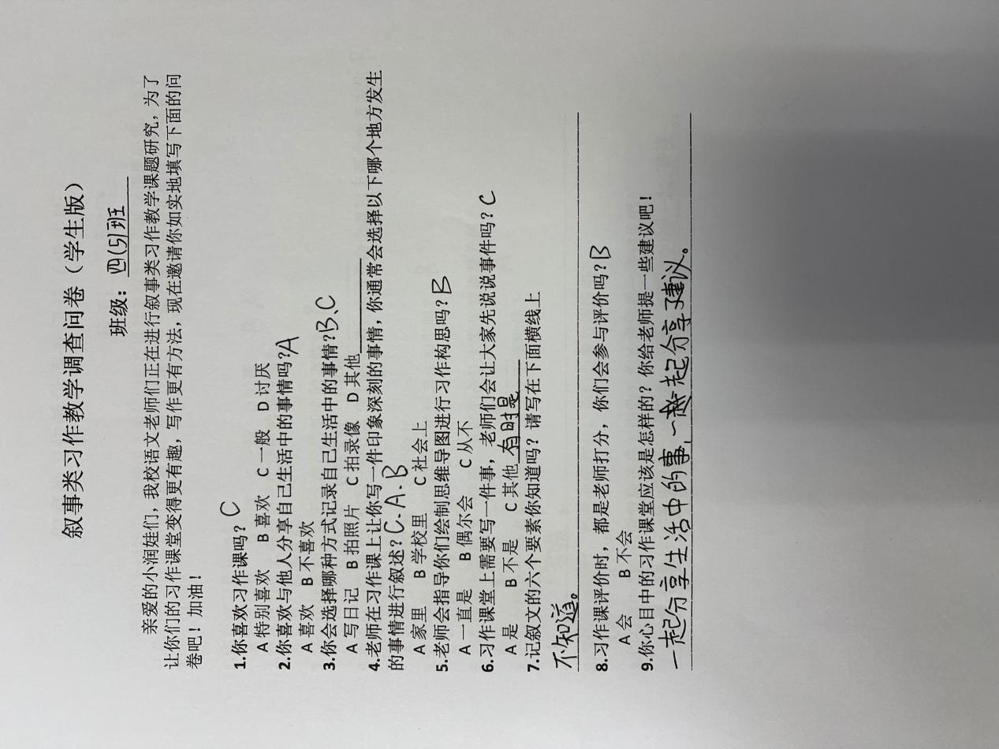 叙事类习作教学调查问卷（学生版）
班级：四(5)班
亲爱的小润娃们，我校语文老师们正在进行叙事类习作教学课题研究，为了
让你们的习作课堂变得更有趣，写作更有方法，现在邀请你如实地填写下面的问
卷吧！加油！
1.你喜欢习作课吗？C
A 特别喜欢 B 喜欢 C 一般 D 讨厌
2.你喜欢与他人分享自己生活中的事情吗？A
A 喜欢 B 不喜欢
3.你会选择哪种方式记录自己生活中的事情？B、C
A 写日记 B 拍照片 C 拍录像 D 其他
4.老师在习作课上让你写一件印象深刻的事情，你通常会选择以下哪个地方发生
的事情进行叙述？C、A、B
A 家里 B 学校里 C 社会上
5.老师会指导你们绘制思维导图进行习作构思吗？B
A 一直是 B 偶尔会 C 从不
6.习作课堂上需要写一件事，老师们会让大家先说说事件吗？C
A 是 B 不是 C 其他 有时是
7.记叙文的六个要素你知道吗？请写在下面横线上
不知道。
8.习作课评价时，都是老师打分，你们会参与评价吗？B
A 会 B 不会
9.你心目中的习作课堂应该是怎样的？你给老师提一些建议吧！
一起分享生活中的事，一起分享建议。